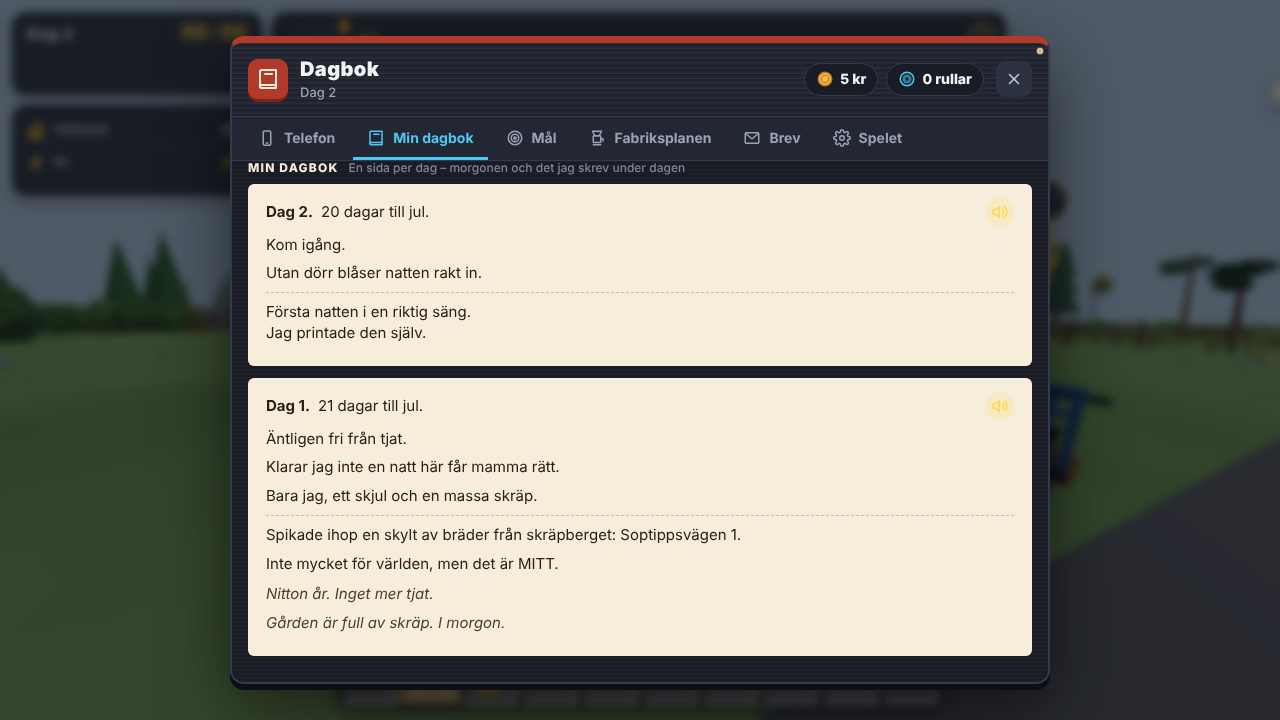 Dag 2
Dagbok
Dag 2
5 kr
0 rullar
Telefon
Min dagbok
Mål
Fabriksplanen
Brev
Spelet
MIN DAGBOK En sida per dag – morgonen och det jag skrev under dagen
Dag 2. 20 dagar till jul.
Kom igång.
Utan dörr blåser natten rakt in.
Första natten i en riktig säng.
Jag printade den själv.
Dag 1. 21 dagar till jul.
Äntligen fri från tjat.
Klarar jag inte en natt här får mamma rätt.
Bara jag, ett skjul och en massa skräp.
Spikade ihop en skylt av bräder från skräpberget: Soptippsvägen 1.
Inte mycket för världen, men det är MITT.
Nitton år. Inget mer tjat.
Gården är full av skräp. I morgon.